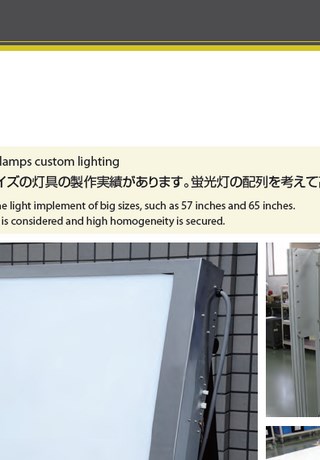 lamps custom lighting
イズの灯具の製作実績があります。蛍光灯の配列を考えて
light implement of big sizes, such as 57 inches and 65 inches.
is considered and high homogeneity is secured.